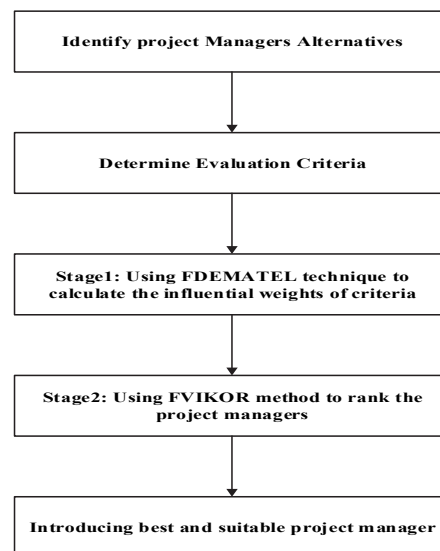 Identify project Managers Alternatives
Determine Evaluation Criteria
Stage1: Using FDEMATEL technique to
calculate the influential weights of criteria
Stage2: Using FVIKOR method to rank the
project managers
Introducing best and suitable project manager